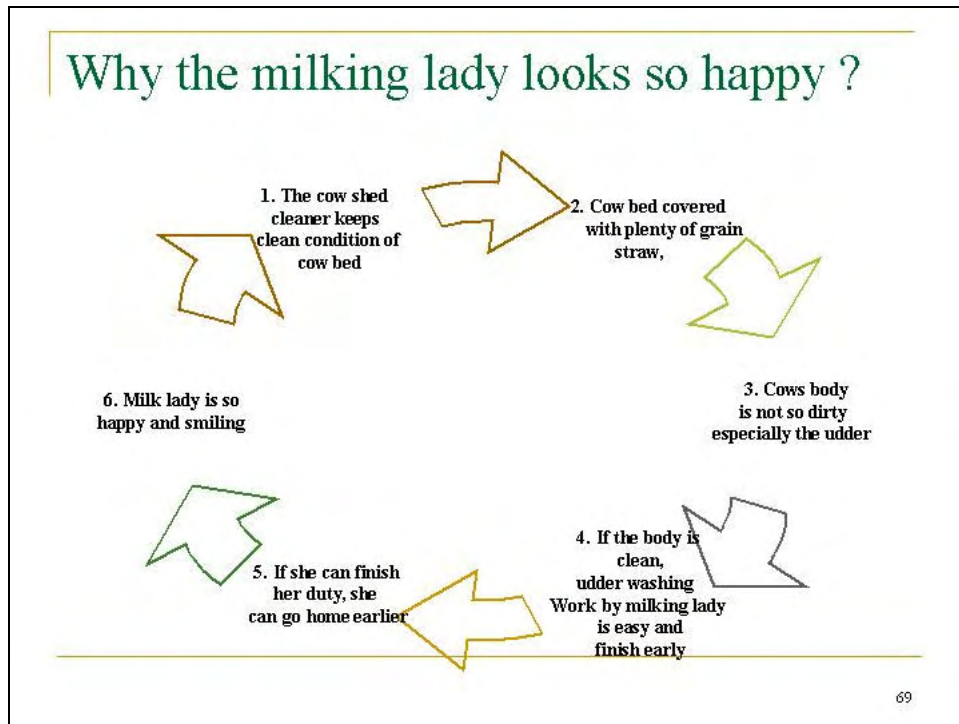 Why the milking lady looks so happy ?
1. The cow shed
cleaner keeps
clean condition of
cow bed
2. Cow bed covered
with plenty of grain
straw,
3. Cows body
is not so dirty
especially the udder
4. If the body is
clean,
udder washing
Work by milking lady
is easy and
finish early
5. If she can finish
her duty, she
can go home earlier
6. Milk lady is so
happy and smiling
69